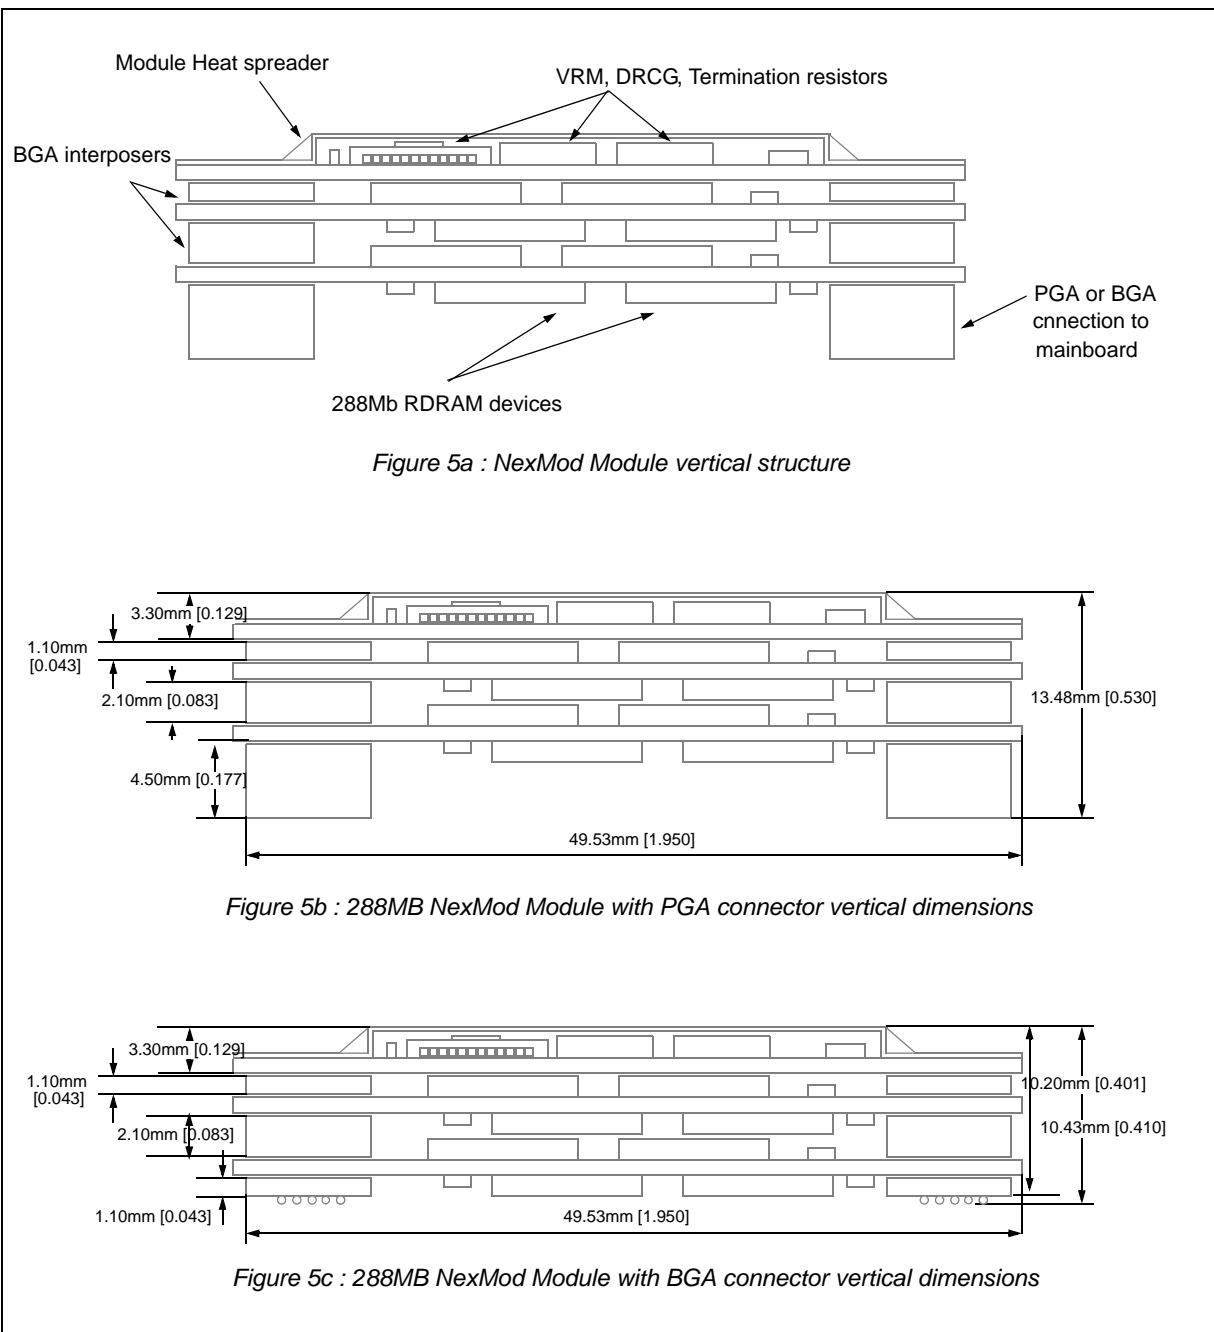 Module Heat spreader
VRM, DRCG, Termination resistors
BGA interposers
PGA or BGA
cnnection to
mainboard
288Mb RDRAM devices
Figure 5a : NexMod Module vertical structure
3.30mm [0.129]
1.10mm
[0.043]
2.10mm [0.083]
13.48mm [0.530]
4.50mm [0.177]
49.53mm [1.950]
Figure 5b : 288MB NexMod Module with PGA connector vertical dimensions
3.30mm [0.129]
1.10mm
[0.043]
10.20mm [0.401]
2.10mm [0.083]
10.43mm [0.410]
1.10mm [0.043]
49.53mm [1.950]
Figure 5c : 288MB NexMod Module with BGA connector vertical dimensions